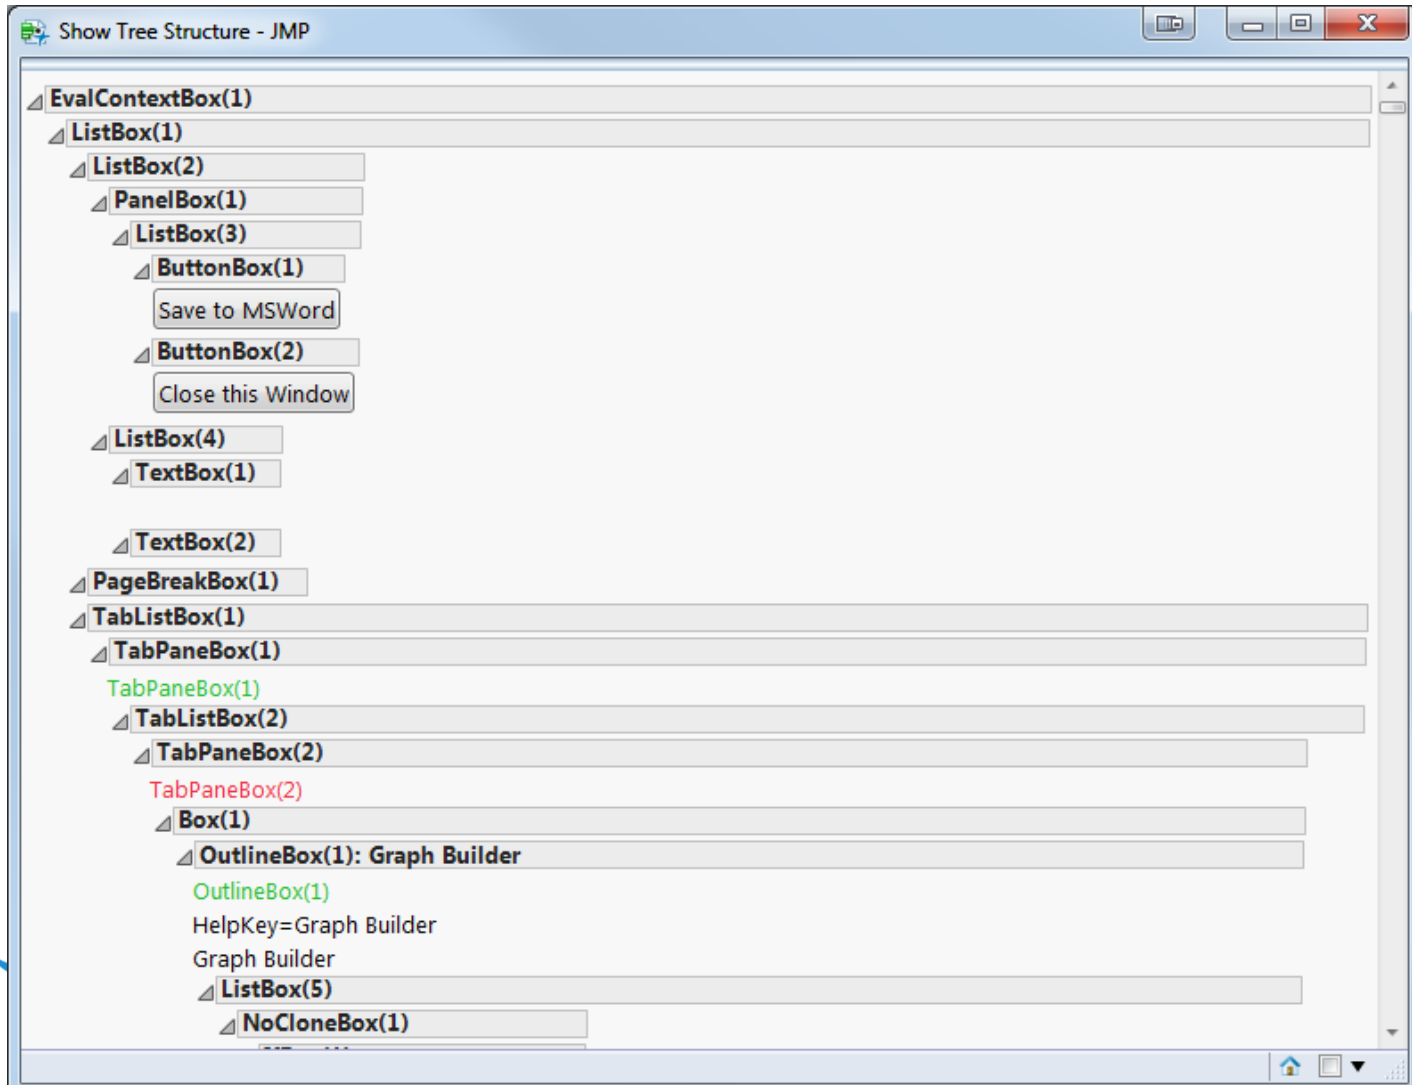 Show Tree Structure - JMP
EvalContextBox(1)
ListBox(1)
ListBox(2)
PanelBox(1)
ListBox(3)
ButtonBox(1)
Save to MSWord
ButtonBox(2)
Close this Window
ListBox(4)
TextBox(1)
TextBox(2)
PageBreakBox(1)
TabListBox(1)
TabPaneBox(1)
TabPaneBox(1)
TabListBox(2)
TabPaneBox(2)
TabPaneBox(2)
Box(1)
OutlineBox(1): Graph Builder
OutlineBox(1)
HelpKey=Graph Builder
Graph Builder
ListBox(5)
NoCloneBox(1)